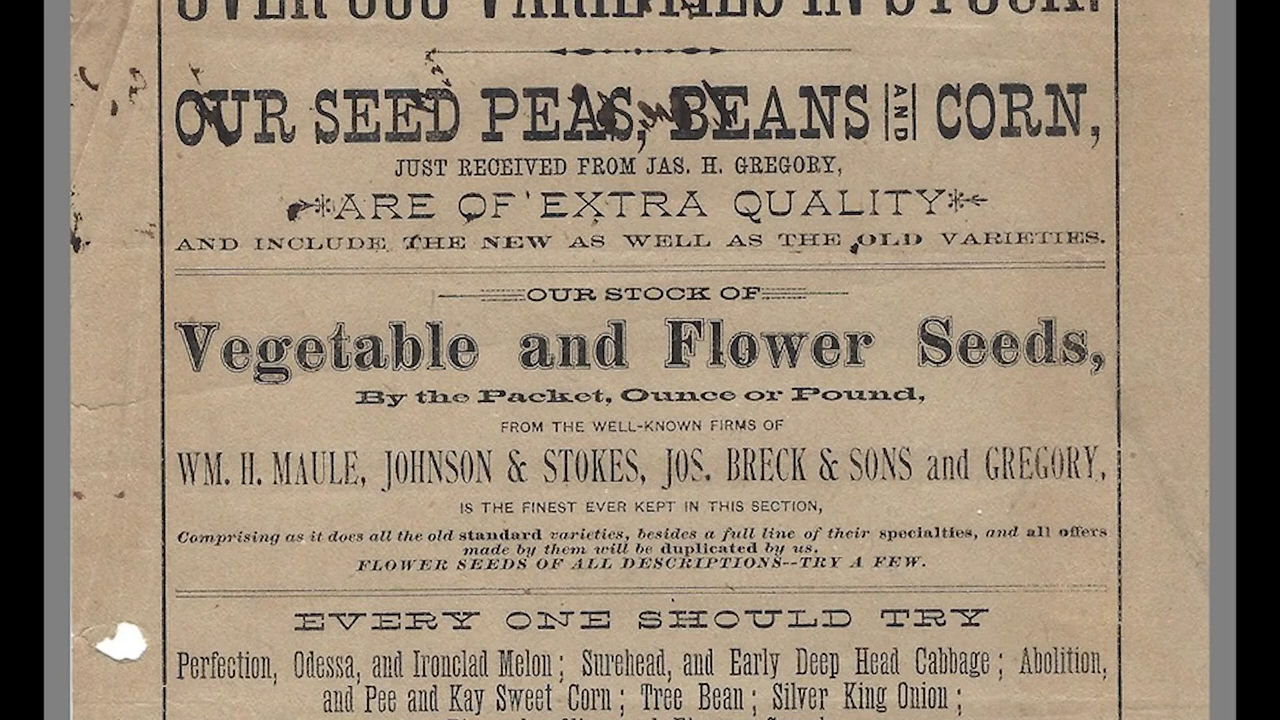 OVER 300 VARIETIES IN STOCK.
OUR SEED PEAS, BEANS AND CORN,
JUST RECEIVED FROM JAS. H. GREGORY,
ARE OF EXTRA QUALITY
AND INCLUDE THE NEW AS WELL AS THE OLD VARIETIES.
OUR STOCK OF
Vegetable and Flower Seeds,
By the Packet, Ounce or Pound,
FROM THE WELL-KNOWN FIRMS OF
WM. H. MAULE, JOHNSON & STOKES, JOS. BRECK & SONS and GREGORY,
IS THE FINEST EVER KEPT IN THIS SECTION,
Comprising as it does all the old standard varieties, besides a full line of their specialties, and all offers
made by them will be duplicated by us.
FLOWER SEEDS OF ALL DESCRIPTIONS--TRY A FEW.
EVERY ONE SHOULD TRY
Perfection, Odessa, and Ironclad Melon; Surehead, and Early Deep Head Cabbage; Abolition,
and Pee and Kay Sweet Corn; Tree Bean; Silver King Onion;